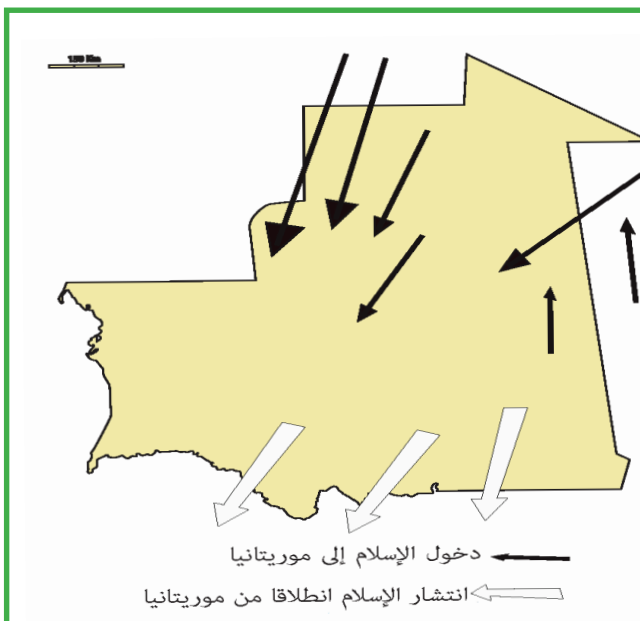 دخول الإسلام إلى موريتانيا
انتشار الإسلام انطلاقا من موريتانيا